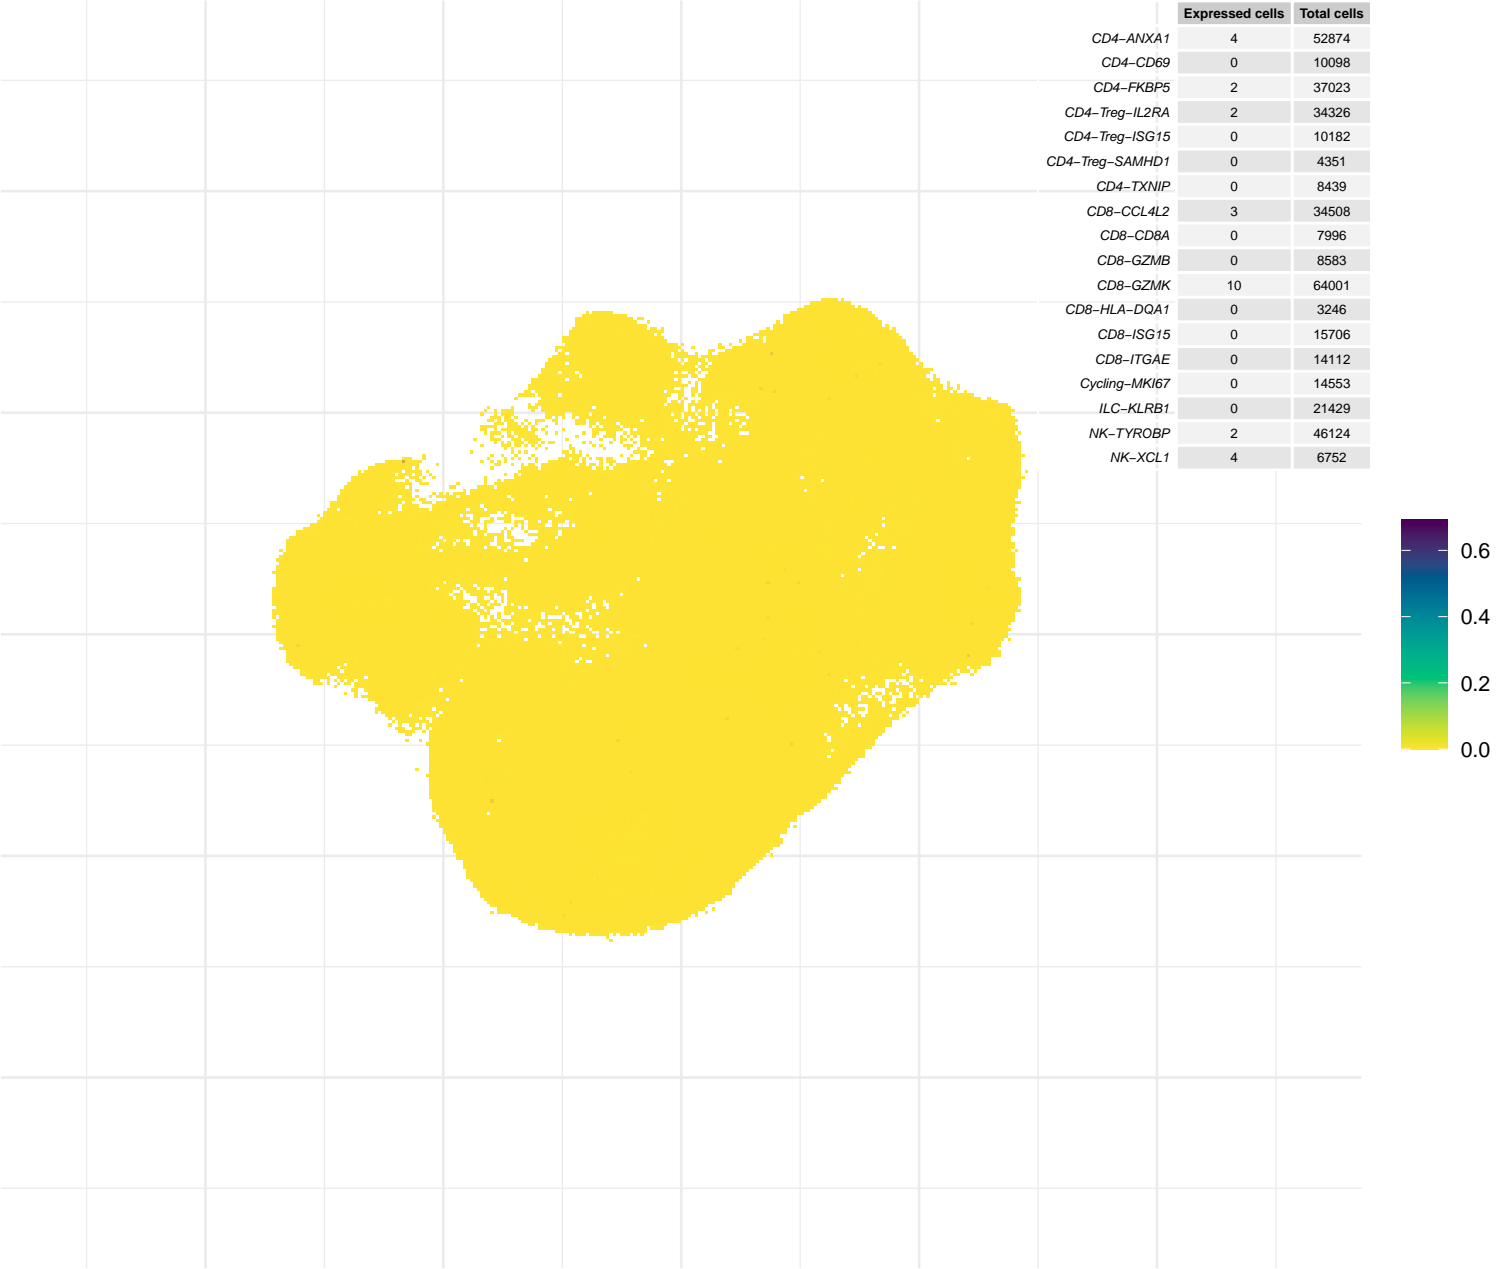 Expressed cells Total cells
CD4−ANXA1 4 52874
CD4−CD69 0 10098
CD4−FKBP5 2 37023
CD4−Treg−IL2RA 2 34326
CD4−Treg−ISG15 0 10182
CD4−Treg−SAMHD1 0 4351
CD4−TXNIP 0 8439
CD8−CCL4L2 3 34508
CD8−CD8A 0 7996
CD8−GZMB 0 8583
CD8−GZMK 10 64001
CD8−HLA−DQA1 0 3246
CD8−ISG15 0 15706
CD8−ITGAE 0 14112
Cycling−MKI67 0 14553
ILC−KLRB1 0 21429
NK−TYROBP 2 46124
NK−XCL1 4 6752
0.6
0.4
0.2
0.0